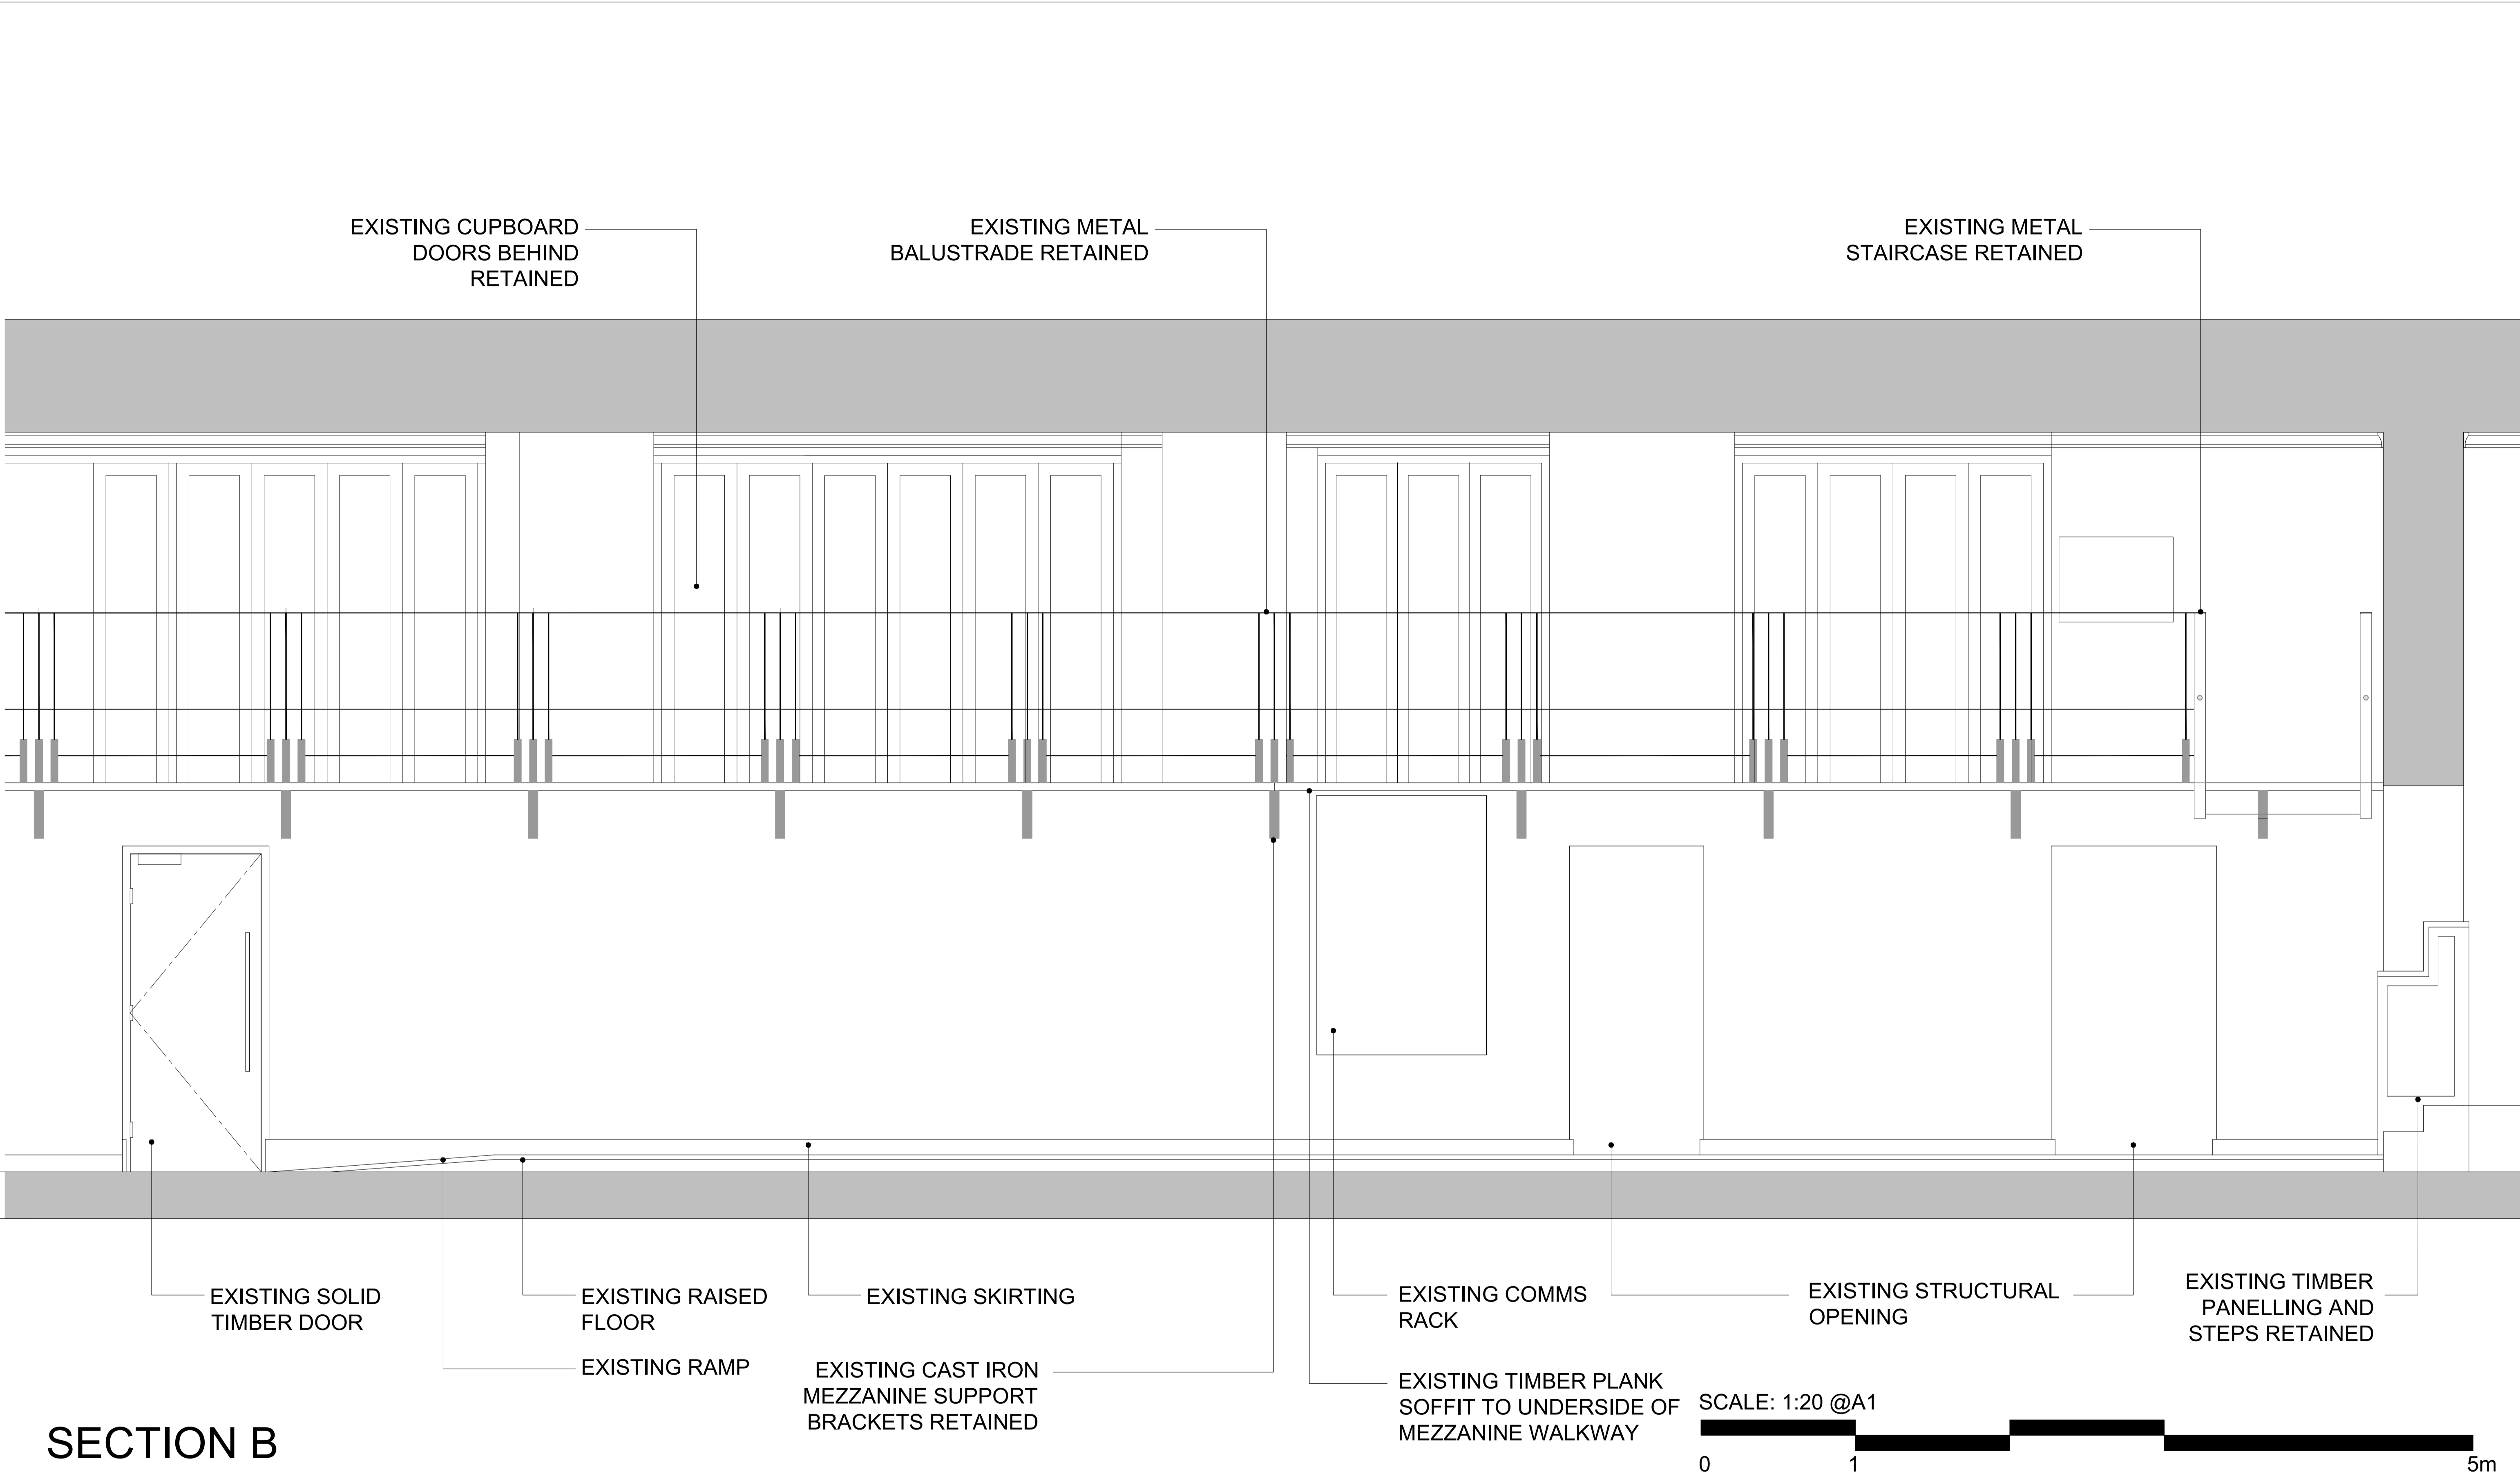 EXISTING CUPBOARD
DOORS BEHIND
RETAINED
EXISTING METAL
BALUSTRADE RETAINED
EXISTING METAL
STAIRCASE RETAINED
EXISTING SOLID
TIMBER DOOR
EXISTING RAISED
FLOOR
EXISTING RAMP
EXISTING SKIRTING
EXISTING CAST IRON
MEZZANINE SUPPORT
BRACKETS RETAINED
EXISTING COMMS
RACK
EXISTING TIMBER PLANK
SOFFIT TO UNDERSIDE OF
MEZZANINE WALKWAY
EXISTING STRUCTURAL
OPENING
EXISTING TIMBER
PANELLING AND
STEPS RETAINED
SECTION B
SCALE: 1:20 @A1
0 1 5m